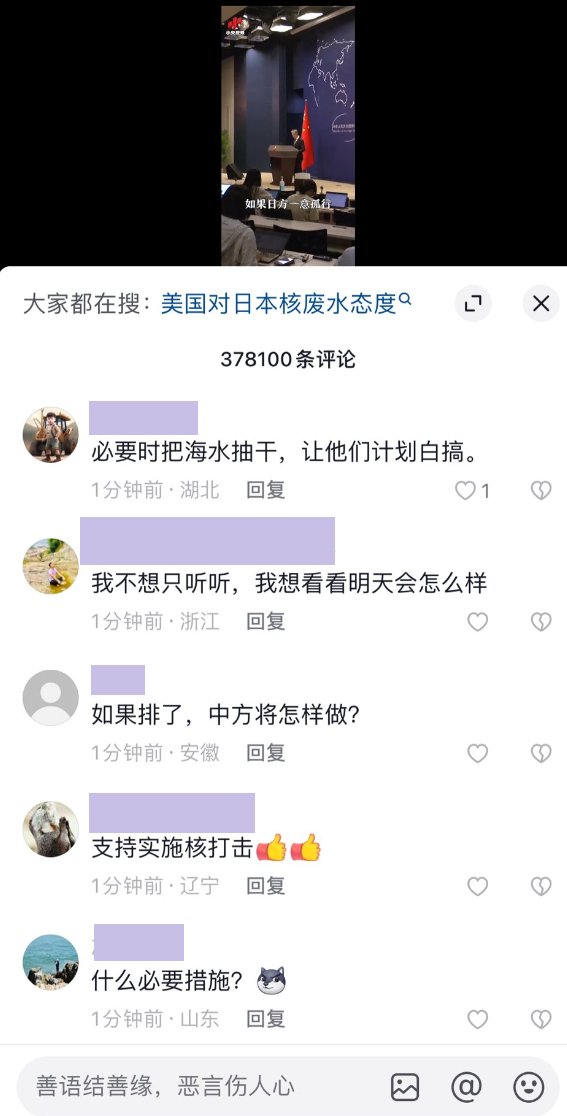 如果日方一意孤行
大家都在搜：美国对日本核废水态度
378100条评论
必要时把海水抽干，让他们计划白搞。
1分钟前 · 湖北 回复 1
我不想只听听，我想看看明天会怎么样
1分钟前 · 浙江 回复
如果排了，中方将怎样做？
1分钟前 · 安徽 回复
支持实施核打击
1分钟前 · 辽宁 回复
什么必要措施？
1分钟前 · 山东 回复
善语结善缘，恶言伤人心